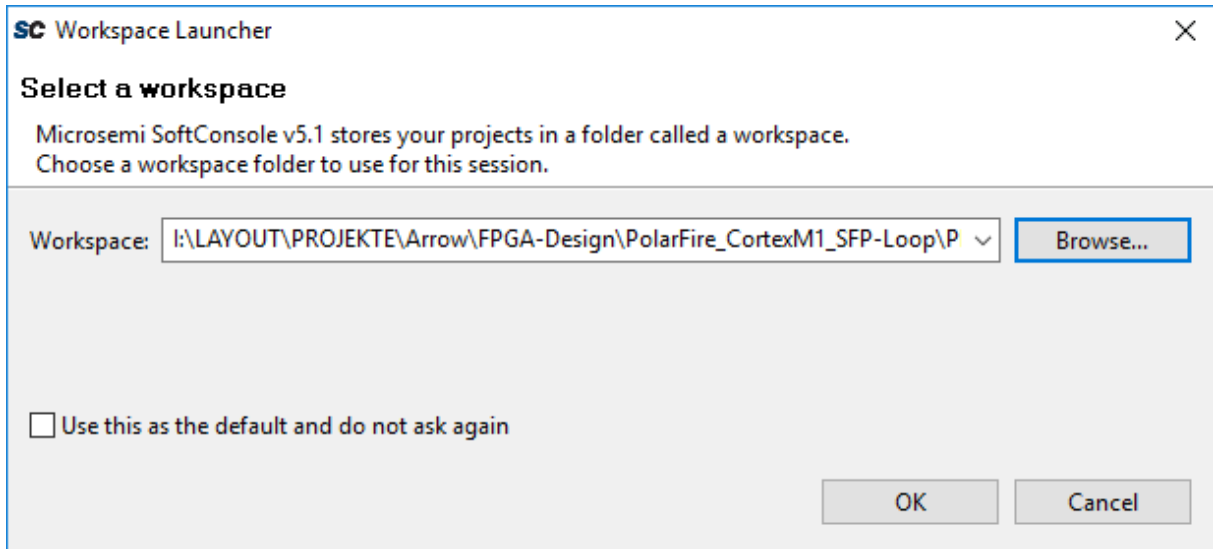 SC Workspace Launcher
Select a workspace
Microsemi SoftConsole v5.1 stores your projects in a folder called a workspace.
Choose a workspace folder to use for this session.
Workspace: I:\LAYOUT\PROJEKTE\Arrow\FPGA-Design\PolarFire_CortexM1_SFP-Loop\P Browse...
Use this as the default and do not ask again
OK Cancel